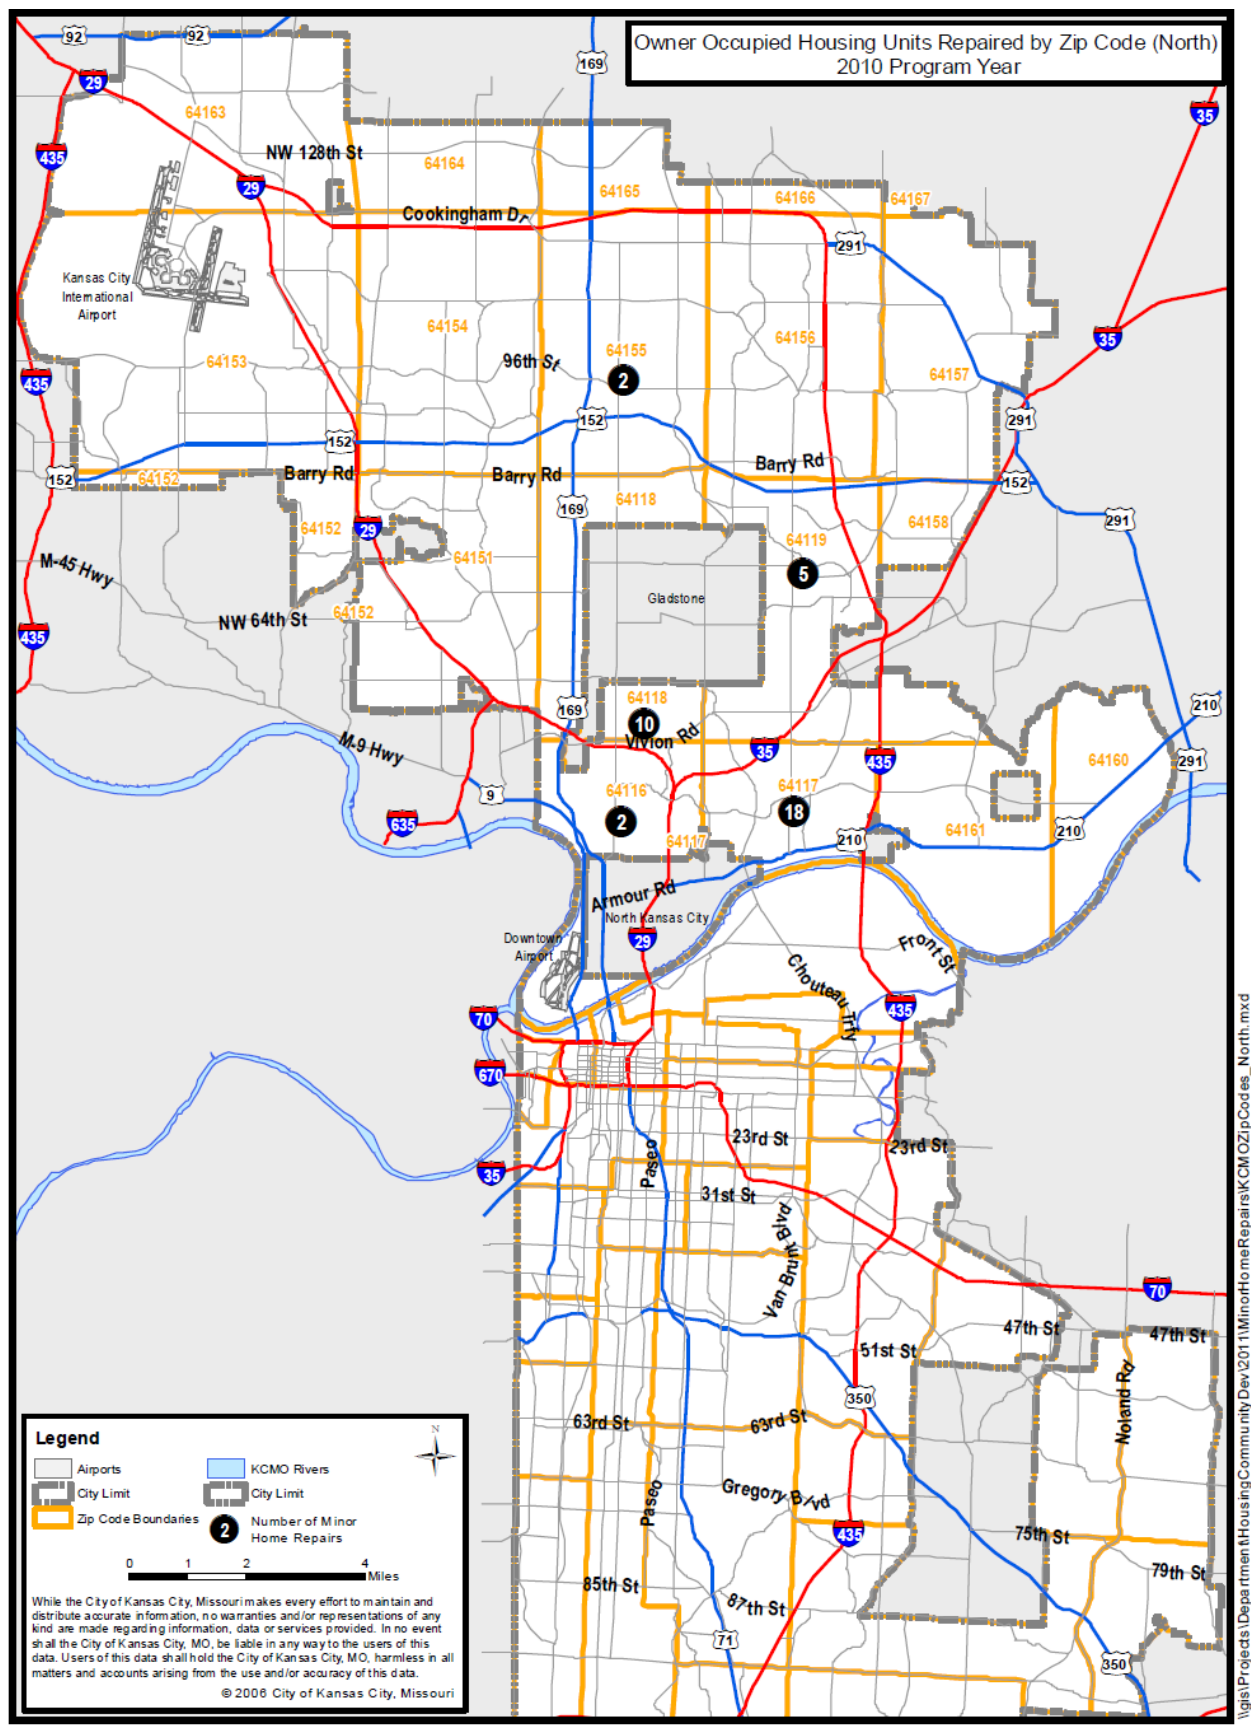 Owner Occupied Housing Units Repaired by Zip Code (North)
2010 Program Year
92
92
169
29
35
64163
435
NW 128th St
64164
29
64165
64166
64167
Cookingham Dr
291
Kansas City
International
Airport
64154
64156
35
64155
96th St
64153
2
64157
435
291
152
152
Barry Rd
Barry Rd
Barry Rd
152
64152
152
64118
169
291
64152
29
64158
64119
64151
M-45 Hwy
5
Gladstone
64152
NW 64th St
435
64118
169
10
210
Vivion Rd
M-9 Hwy
35
435
64160
291
64116
64117
9
2
18
635
64161
210
64117
210
Armour Rd
North Kansas City
29
Downtown
Airport
Front St
Chouteau Trfy
435
70
670
23rd St
23rd St
Paseo
35
31st St
Van Brunt Blvd
70
47th St
47th St
51st St
Noland Rd
350
63rd St
63rd St
Gregory Blvd
Paseo
435
75th St
79th St
85th St
87th St
71
350
Legend
N
Airports
KCMO Rivers
City Limit
City Limit
Zip Code Boundaries
2
Number of Minor
Home Repairs
0 1 2 4
Miles
While the City of Kansas City, Missouri makes every effort to maintain and
distribute accurate information, no warranties and/or representations of any
kind are made regarding information, data or services provided. In no event
shall the City of Kansas City, MO, be liable in any way to the users of this
data. Users of this data shall hold the City of Kansas City, MO, harmless in all
matters and accounts arising from the use and/or accuracy of this data.
© 2006 City of Kansas City, Missouri
\\gis\Projects\Department\HousingCommunityDev\2011\MinorHomeRepairs\KCMOZipCodes_North.mxd